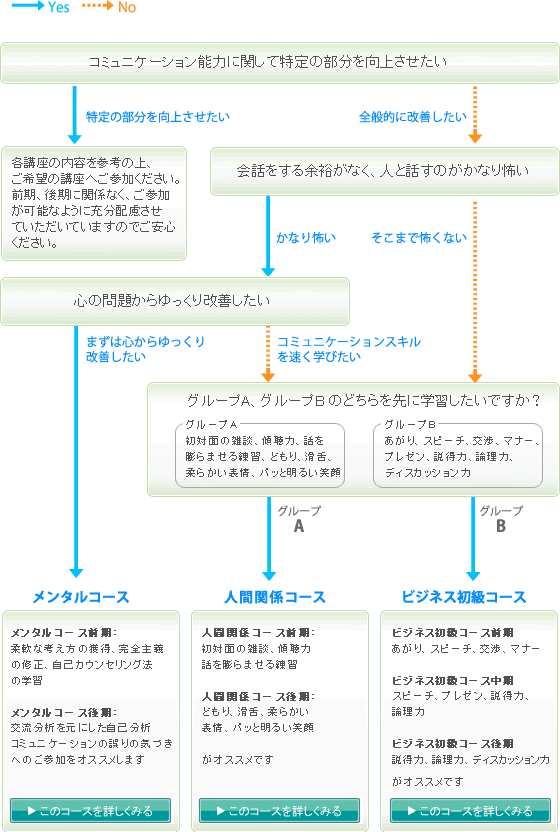 Yes
No
コミュニケーション能力に関して特定の部分を向上させたい
特定の部分を向上させたい
全般的に改善したい
各講座の内容を参考の上、
ご希望の講座へご参加ください。
前期、後期に関係なく、ご参加
が可能なように充分配慮させ
ていただいていますのでご安心
ください。
会話をする余裕がなく、人と話すのがかなり怖い
かなり怖い
そこまで怖くない
心の問題からゆっくり改善したい
まずは心からゆっくり
改善したい
コミュニケーションスキル
を速く学びたい
グループA、グループBのどちらを先に学習したいですか？
グループA
初対面の雑談、傾聴力、話を
膨らませる練習、どもり、滑舌、
柔らかい表情、パッと明るい笑顔
グループB
あがり、スピーチ、交渉、マナー、
プレゼン、説得力、論理力、
ディスカッション力
グループ
A
グループ
B
メンタルコース
メンタルコース前期：
柔軟な考え方の獲得、完全主義
の修正、自己カウンセリング法
の学習
メンタルコース後期：
交流分析を元にした自己分析
コミュニケーションの誤りの気づき
へのご参加をオススメします
▶このコースを詳しくみる
人間関係コース
人間関係コース前期：
初対面の雑談、傾聴力
話を膨らませる練習
人間関係コース後期：
どもり、滑舌、柔らかい
表情、パッと明るい笑顔
がオススメです
▶このコースを詳しくみる
ビジネス初級コース
ビジネス初級コース前期
あがり、スピーチ、交渉、マナー
ビジネス初級コース中期
スピーチ、プレゼン、説得力、
論理力
ビジネス初級コース後期
説得力、論理力、ディスカッション力
がオススメです
▶このコースを詳しくみる